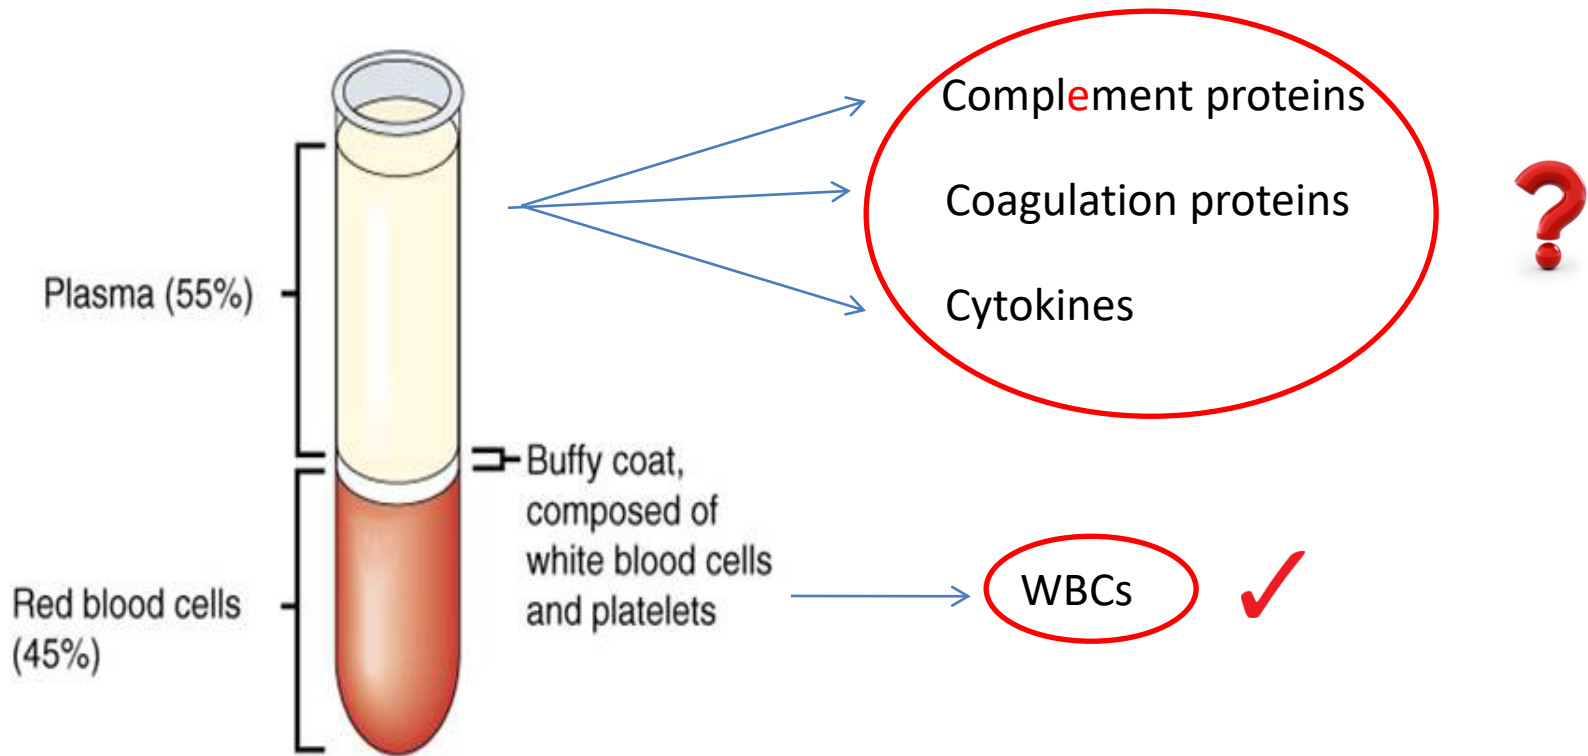 Complement proteins
Coagulation proteins
Cytokines
Plasma (55%)
Buffy coat,
composed of
white blood cells
and platelets
WBCs
Red blood cells
(45%)
?